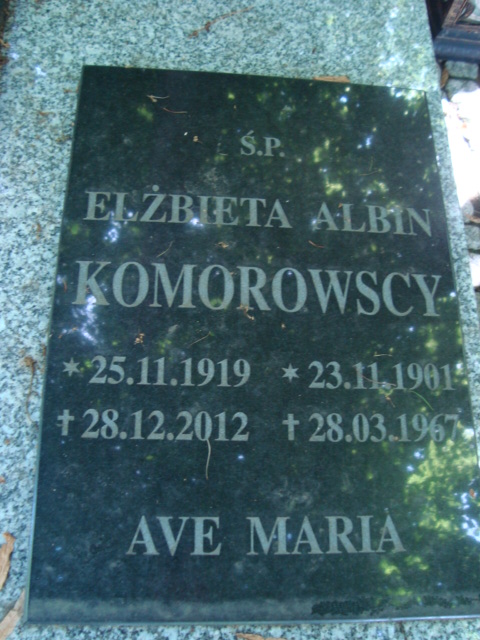 Ś.P.
ELŻBIETA ALBIN
KOMOROWSCY
* 25.11.1919 * 23.11.1901
† 28.12.2012 † 28.03.1967
AVE MARIA